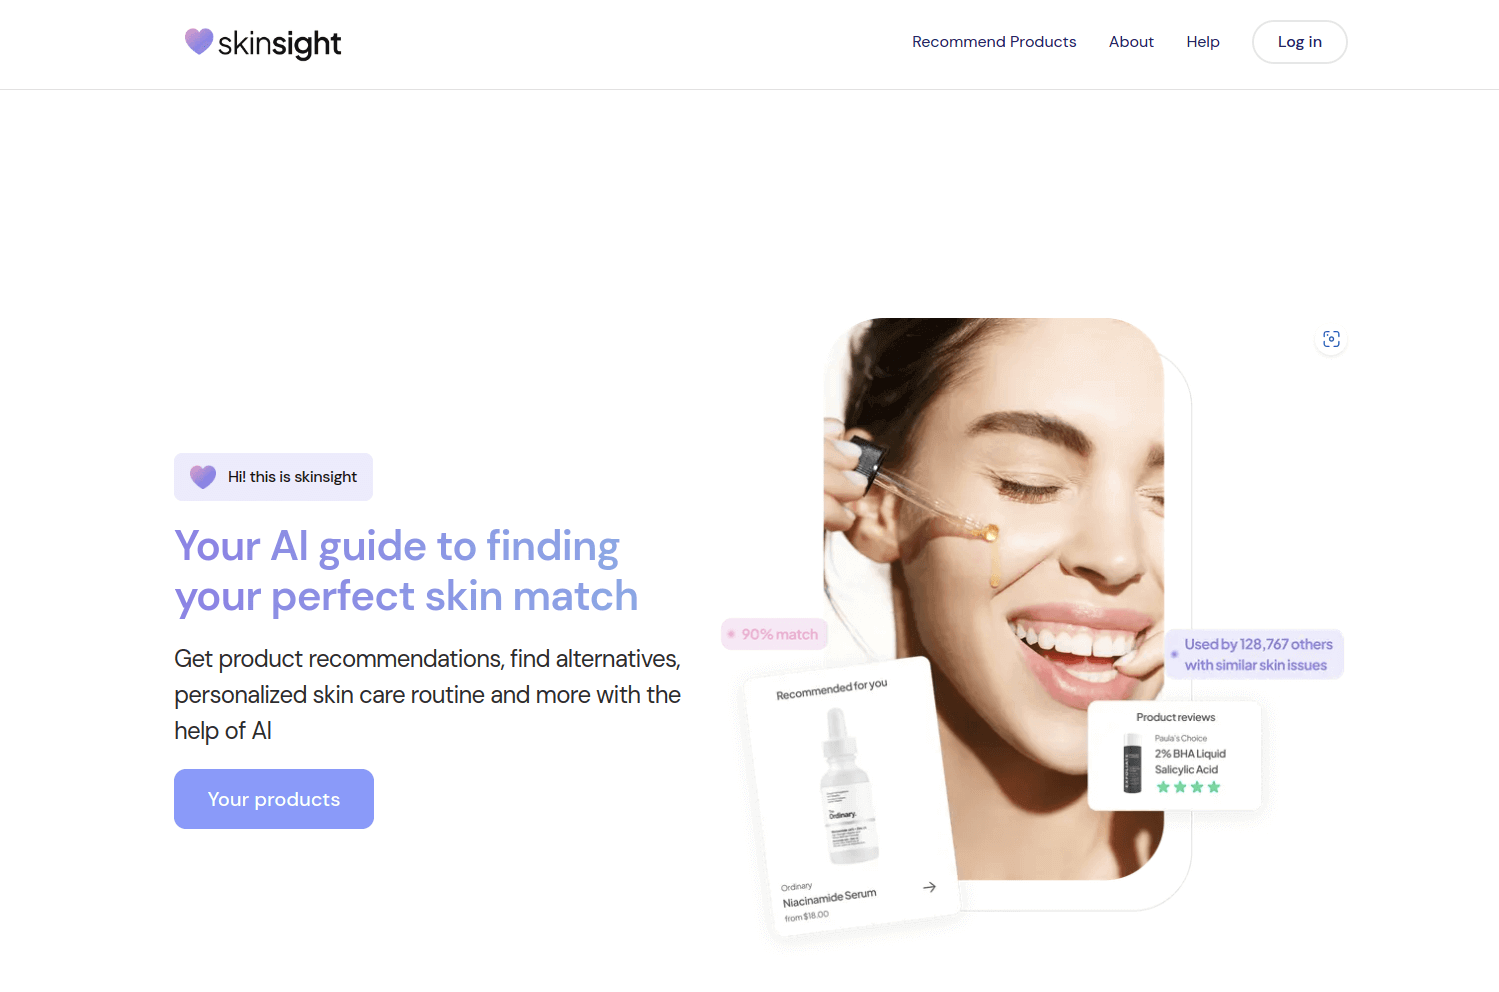 skinsight
Recommend Products
About
Help
Log in
Hi! this is skinsight
Your AI guide to finding
your perfect skin match
Get product recommendations, find alternatives,
personalized skin care routine and more with the
help of AI
Your products
90% match
Recommended for you
The
Ordinary.
Ordinary
Niacinamide Serum
from $18.00
Used by 128,767 others
with similar skin issues
Product reviews
Paula's Choice
2% BHA Liquid
Salicylic Acid